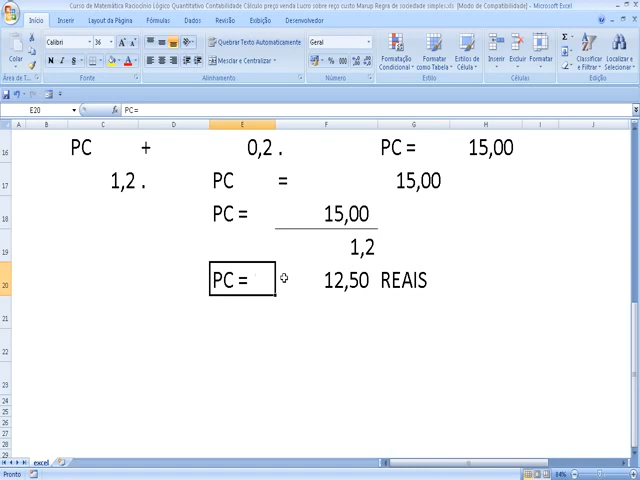 Curso de Matemática Raciocínio Lógico Quantitativo Contabilidade Cálculo preço venda Lucro sobre reço custo Marup Regra de sociedade simples.xls [Modo de Compatibilidade] - Microsoft Excel
Início Inserir Layout da Página Fórmulas Dados Revisão Exibição Desenvolvedor
Colar
Calibri 36
Quebrar Texto Automaticamente
Geral
Mesclar e Centralizar
Formatação Condicional
Formatar como Tabela
Estilos de Célula
Inserir Excluir Formatar
Classificar e Filtrar
Localizar e Selecionar
Área de T... Fonte Alinhamento Número Estilo Células Edição
E20 PC =
A B C D E F G H I J
16 PC + 0,2 . PC = 15,00
17 1,2 . PC = 15,00
18 PC = 15,00
19 1,2
20 PC = 12,50 REAIS
21
22
23
24
25
26
27
28
29
excel
Pronto